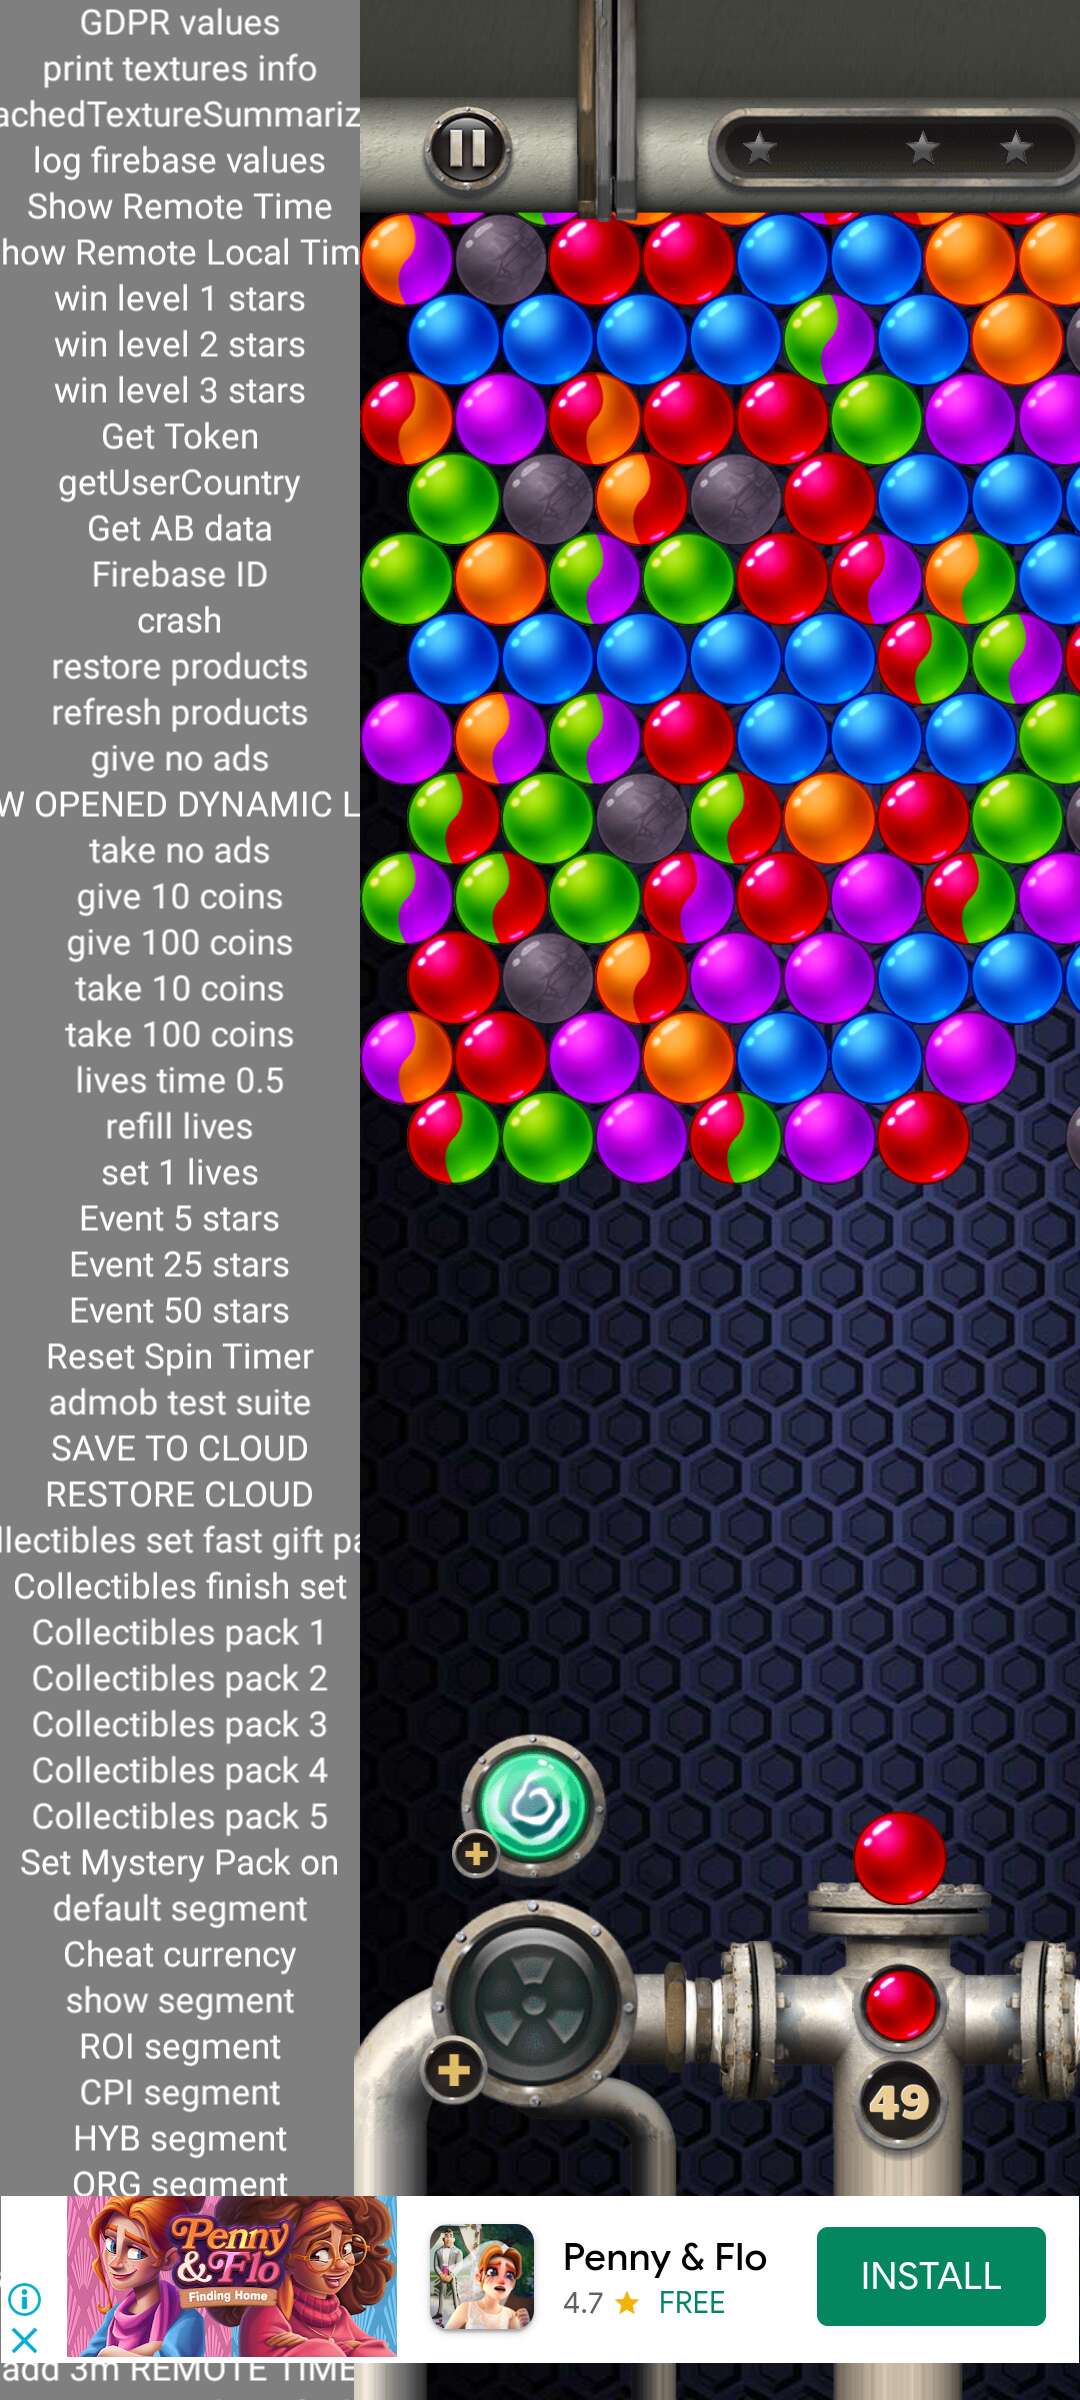 GDPR values
print textures info
achedTextureSummariz
log firebase values
Show Remote Time
how Remote Local Tim
win level 1 stars
win level 2 stars
win level 3 stars
Get Token
getUserCountry
Get AB data
Firebase ID
crash
restore products
refresh products
give no ads
W OPENED DYNAMIC L
take no ads
give 10 coins
give 100 coins
take 10 coins
take 100 coins
lives time 0.5
refill lives
set 1 lives
Event 5 stars
Event 25 stars
Event 50 stars
Reset Spin Timer
admob test suite
SAVE TO CLOUD
RESTORE CLOUD
llectibles set fast gift pa
Collectibles finish set
Collectibles pack 1
Collectibles pack 2
Collectibles pack 3
Collectibles pack 4
Collectibles pack 5
Set Mystery Pack on
default segment
Cheat currency
show segment
ROI segment
CPI segment
49
HYB segment
ORG segment
Penny
&Flo
Finding Home
Penny & Flo
4.7 ★ FREE
INSTALL
add 3m REMOTE TIME